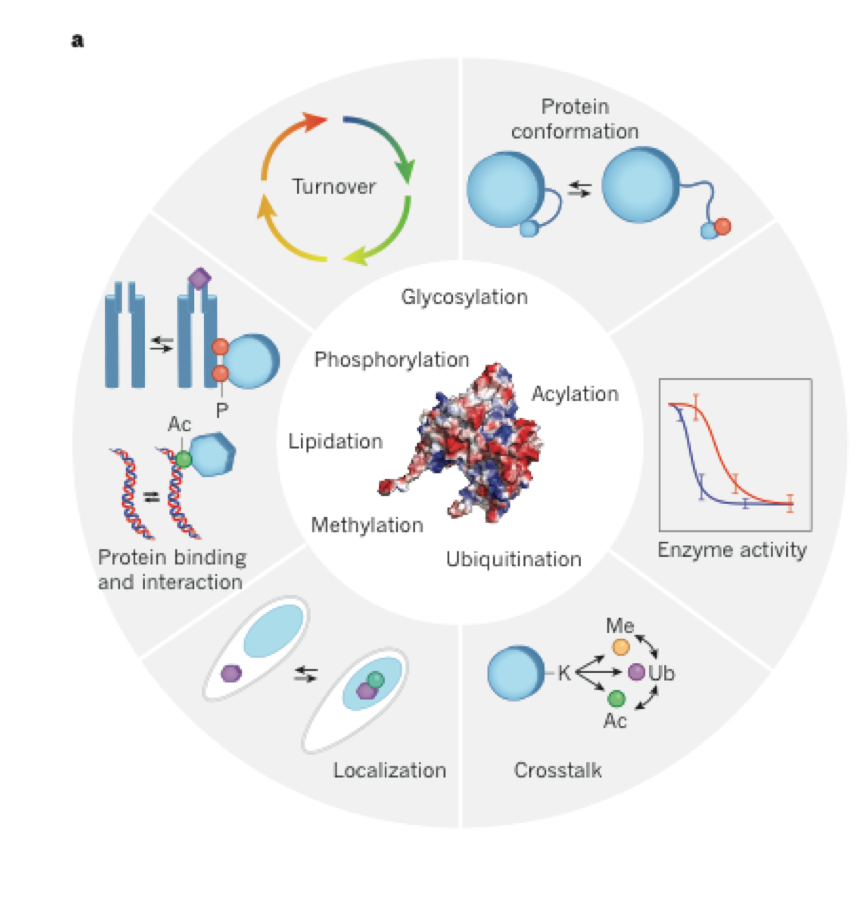 a
Protein
conformation
Turnover
Glycosylation
Phosphorylation
Acylation
Lipidation
Methylation
Ubiquitination
P
Ac
Protein binding
and interaction
Enzyme activity
Me
K
Ub
Ac
Localization
Crosstalk